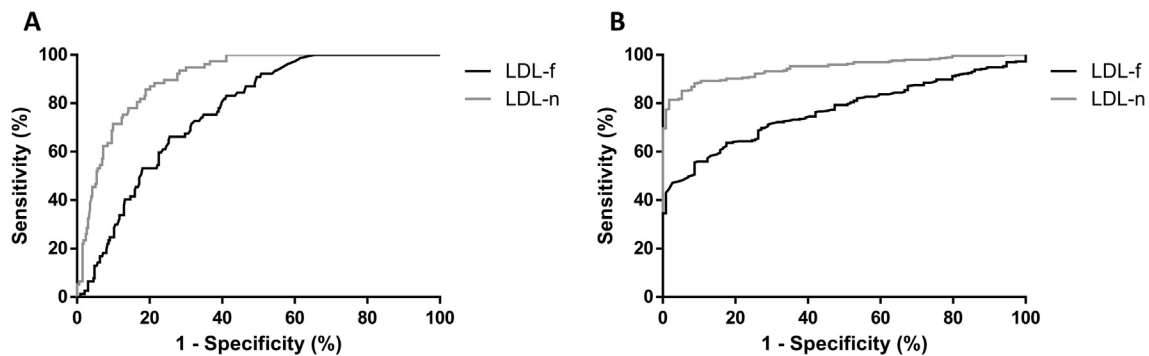 A
Sensitivity (%)
100
80
60
40
20
0
0 20 40 60 80 100
1 - Specificity (%)
LDL-f
LDL-n
B
Sensitivity (%)
100
80
60
40
20
0
0 20 40 60 80 100
1 - Specificity (%)
LDL-f
LDL-n